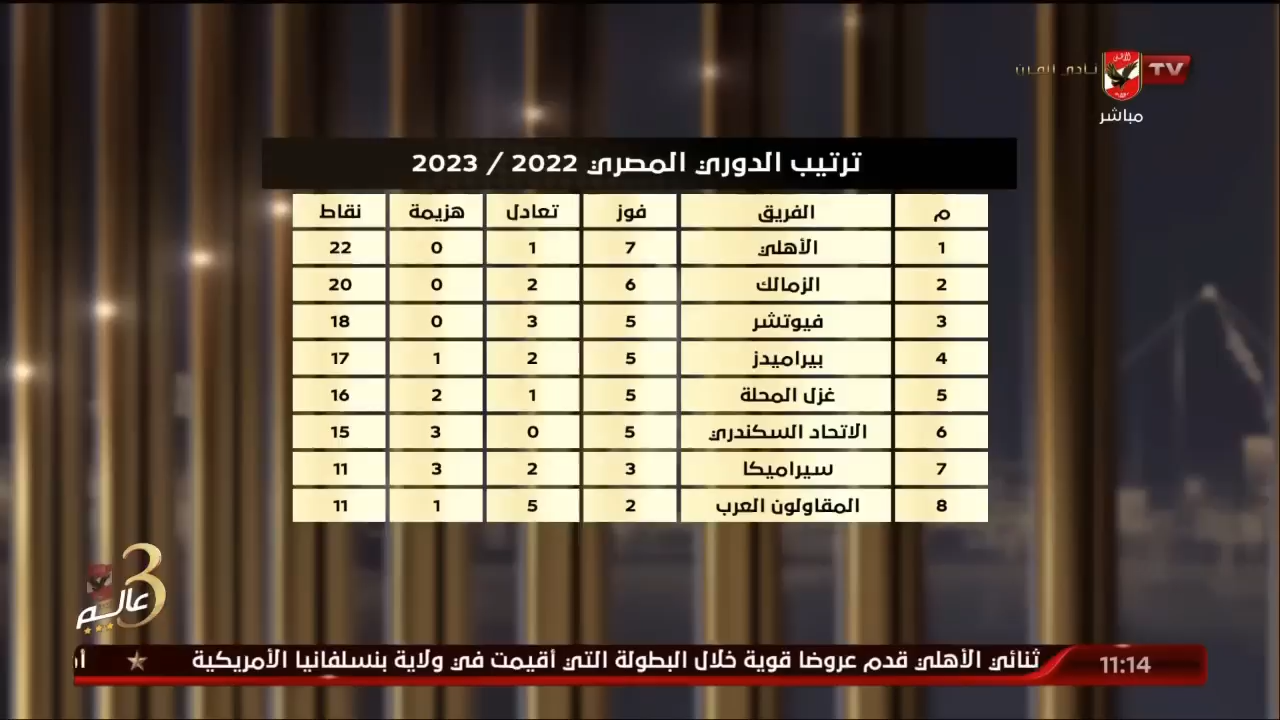 نادي القرن
TV
مباشر
ترتيب الدوري المصري 2022 / 2023
م الفريق فوز تعادل هزيمة نقاط
1 الأهلي 7 1 0 22
2 الزمالك 6 2 0 20
3 فيوتشر 5 3 0 18
4 بيراميدز 5 2 1 17
5 غزل المحلة 5 1 2 16
6 الاتحاد السكندري 5 0 3 15
7 سيراميكا 3 2 3 11
8 المقاولون العرب 2 5 1 11
3 عالم
11:14
ثنائي الأهلي قدم عروضا قوية خلال البطولة التي أقيمت في ولاية بنسلفانيا الأمريكية